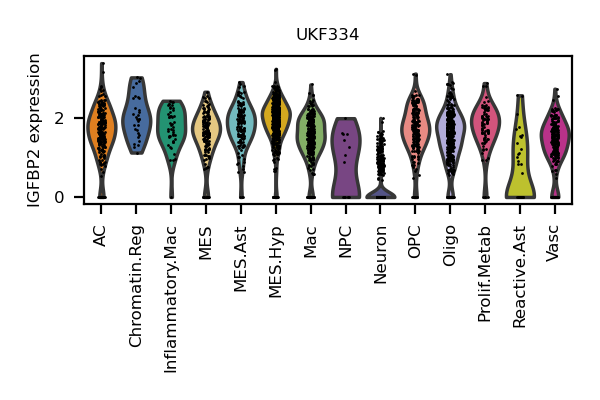 UKF334
IGFBP2 expression
2
0
AC
Chromatin.Reg
Inflammatory.Mac
MES
MES.Ast
MES.Hyp
Mac
NPC
Neuron
OPC
Oligo
Prolif.Metab
Reactive.Ast
Vasc